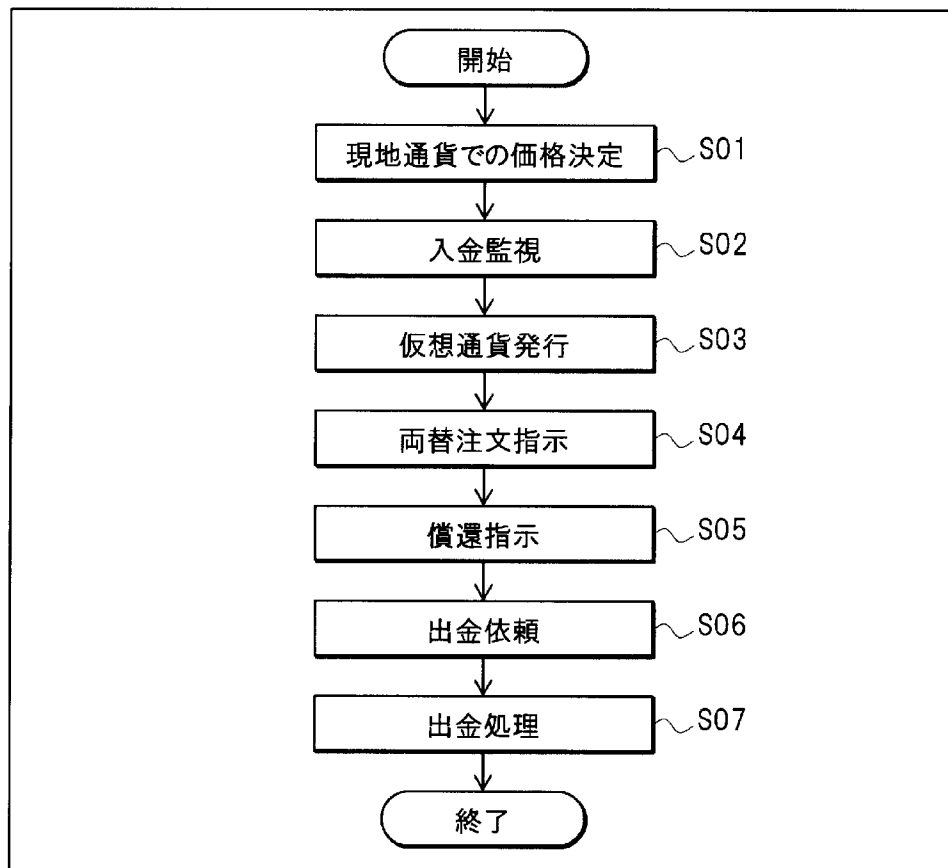 開始
現地通貨での価格決定 S01
入金監視 S02
仮想通貨発行 S03
両替注文指示 S04
償還指示 S05
出金依頼 S06
出金処理 S07
終了